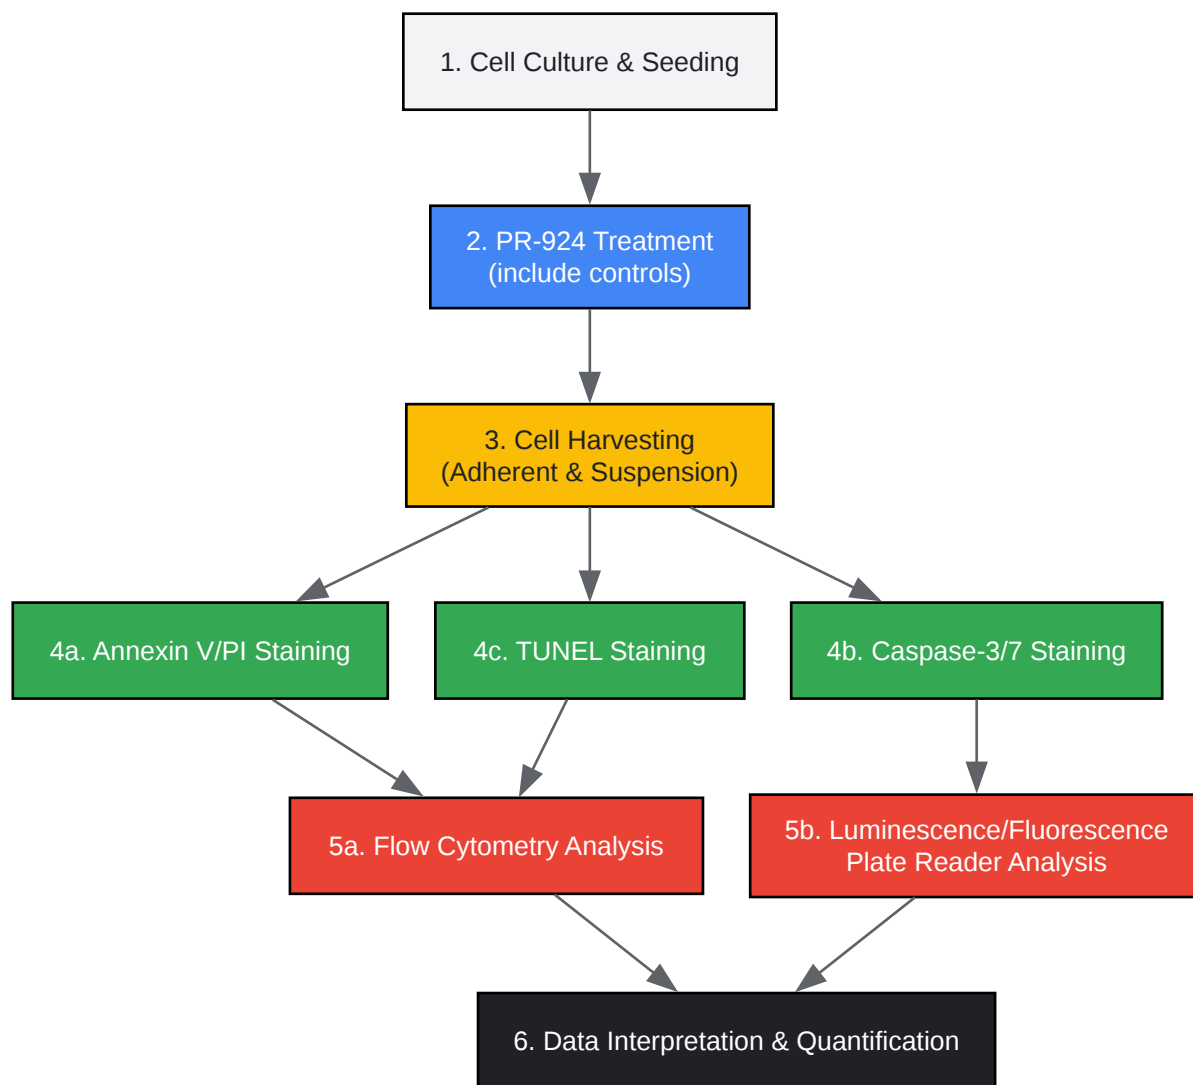 1. Cell Culture & Seeding
2. PR-924 Treatment
(include controls)
3. Cell Harvesting
(Adherent & Suspension)
4a. Annexin V/PI Staining
4c. TUNEL Staining
4b. Caspase-3/7 Staining
5a. Flow Cytometry Analysis
5b. Luminescence/Fluorescence
Plate Reader Analysis
6. Data Interpretation & Quantification